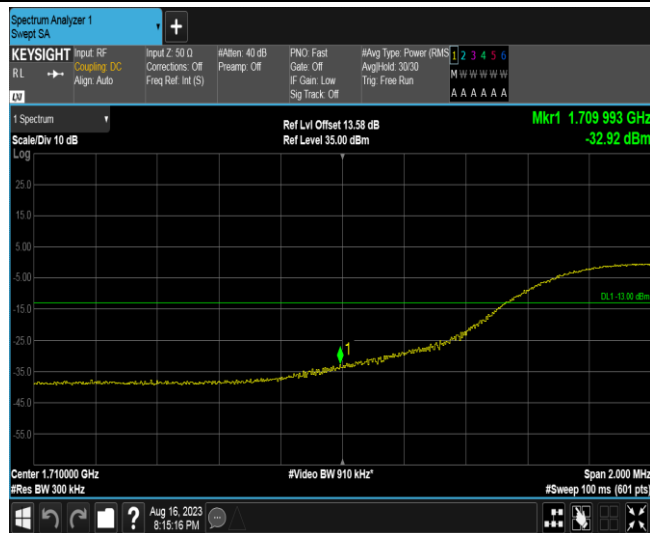 Spectrum Analyzer 1
Swept SA
+
KEYSIGHT
RL
LXI
Input: RF
Coupling: DC
Align: Auto
Input Z: 50 Ω
Corrections: Off
Freq Ref: Int (S)
#Atten: 40 dB
Preamp: Off
PNO: Fast
Gate: Off
IF Gain: Low
Sig Track: Off
#Avg Type: Power (RMS
Avg|Hold: 30/30
Trig: Free Run
1 2 3 4 5 6
M W W W W W
A A A A A A
1 Spectrum
Scale/Div 10 dB
Log
Ref Lvl Offset 13.58 dB
Ref Level 35.00 dBm
Mkr1 1.709 993 GHz
-32.92 dBm
25.0
15.0
5.00
-5.00
DL1 -13.00 dBm
-15.0
-25.0
1
-35.0
-45.0
-55.0
Center 1.710000 GHz
#Video BW 910 kHz*
Span 2.000 MHz
#Res BW 300 kHz
#Sweep 100 ms (601 pts)
?
Aug 16, 2023
8:15:16 PM